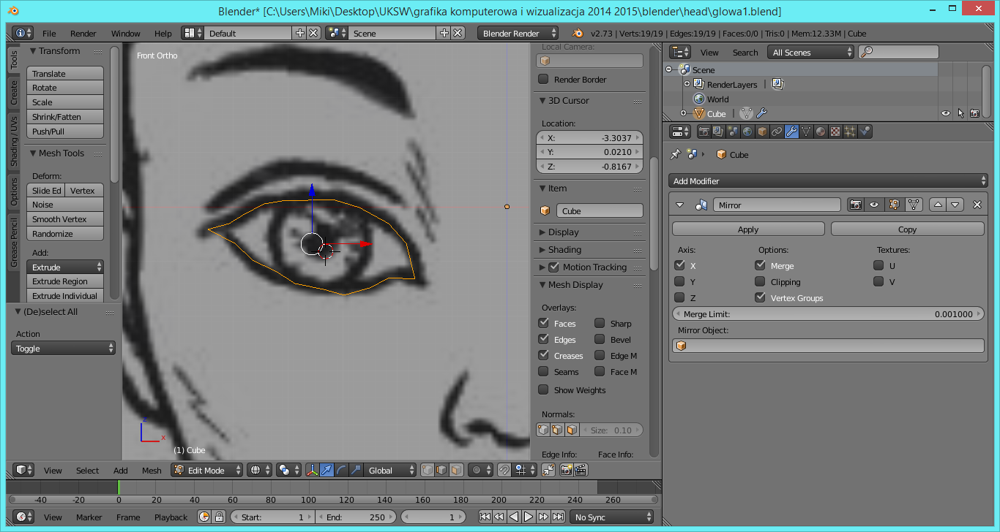 Blender* [C:\Users\Miki\Desktop\UKSW\grafika komputerowa i wizualizacja 2014 2015\blender\head\glowa1.blend]
File Render Window Help Default Scene Blender Render v2.73 | Verts:19/19 | Edges:19/19 | Faces:0/0 | Tris:0 | Mem:12.33M | Cube
Tools
Create
Shading / UVs
Options
Grease Pencil
Transform
Translate
Rotate
Scale
Shrink/Fatten
Push/Pull
Mesh Tools
Deform:
Slide Ed Vertex
Noise
Smooth Vertex
Randomize
Add:
Extrude
Extrude Region
Extrude Individual
(De)select All
Action
Toggle
Front Ortho
z
x
(1) Cube
Local Camera:
Render Border
3D Cursor
Location:
X: -3.3037
Y: 0.0210
Z: -0.8167
Item
Cube
Display
Shading
Motion Tracking
Mesh Display
Overlays:
Faces Sharp
Edges Bevel
Creases Edge M
Seams Face M
Show Weights
Normals:
Size: 0.10
Edge Info: Face Info:
View Select Add Mesh Edit Mode Global
-40 -20 0 20 40 60 80 100 120 140 160 180 200 220 240 260
View Marker Frame Playback Start: 1 End: 250 1 No Sync
View Search All Scenes
Scene
RenderLayers
World
Cube
Cube
Add Modifier
Mirror
Apply Copy
Axis: Options: Textures:
X Merge U
Y Clipping V
Z Vertex Groups
Merge Limit: 0.001000
Mirror Object: